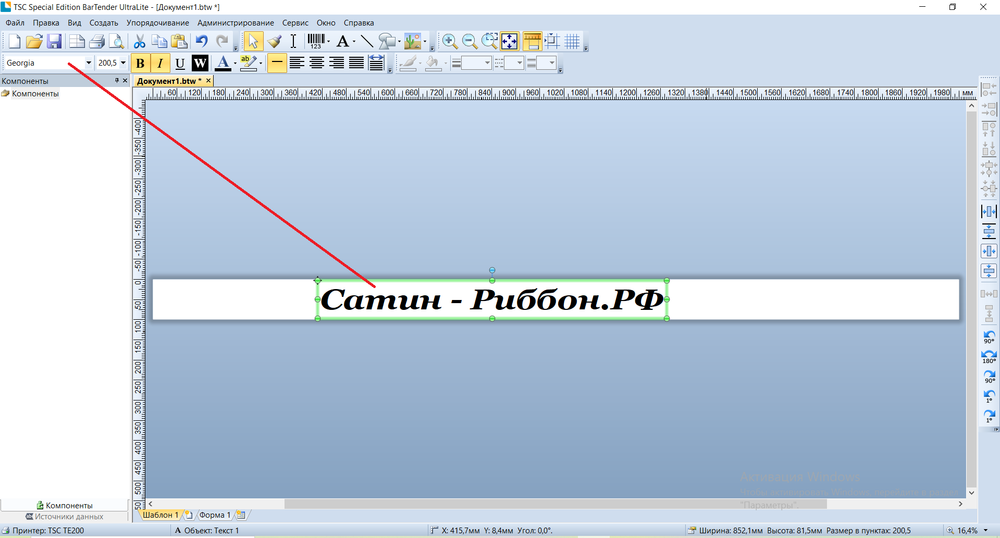 TSC Special Edition BarTender UltraLite - [Документ1.btw *]
Файл Правка Вид Создать Упорядочивание Администрирование Сервис Окно Справка
123 A
Georgia 200,5 B I U W A ab
Компоненты
Документ1.btw *
Компоненты
60 120 180 240 300 360 420 480 540 600 660 720 780 840 900 960 1020 1080 1140 1200 1260 1320 1380 1440 1500 1560 1620 1680 1740 1800 1860 1920 1980 мм
-400
-350
-300
-250
-200
-150
-100
-50
0
50
100
150
200
250
300
350
400
450
500
Сатин - Риббон.РФ
90°
180°
90°
1°
1°
Активация Windows
Чтобы активировать Windows, перейдите в раздел
"Параметры".
Компоненты
Источники данных
Шаблон 1 Форма 1
Принтер: TSC TE200 A Объект: Текст 1 X: 415,7мм Y: 8,4мм Угол: 0,0°. Ширина: 852,1мм Высота: 81,5мм Размер в пунктах: 200,5 16,4%